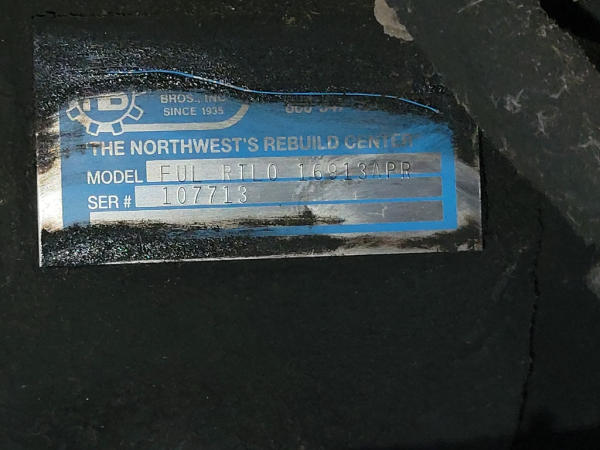 BROS., INC
SINCE 1935
THE NORTHWEST'S REBUILD CENTER
MODEL FUL RTLO 16913APR
SER # 107713